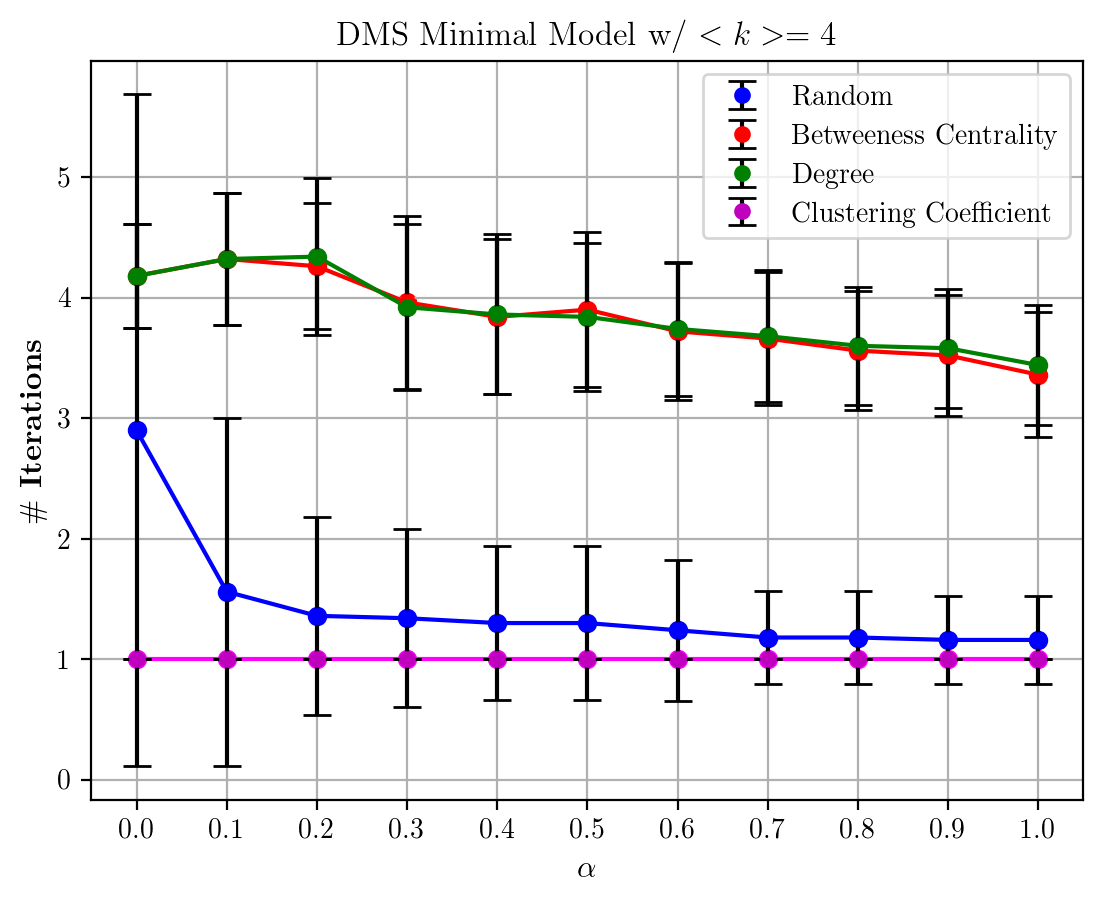 DMS Minimal Model w/ < k >= 4
Random
Betweeness Centrality
Degree
Clustering Coefficient
# Iterations
5
4
3
2
1
0
0.0 0.1 0.2 0.3 0.4 0.5 0.6 0.7 0.8 0.9 1.0
α